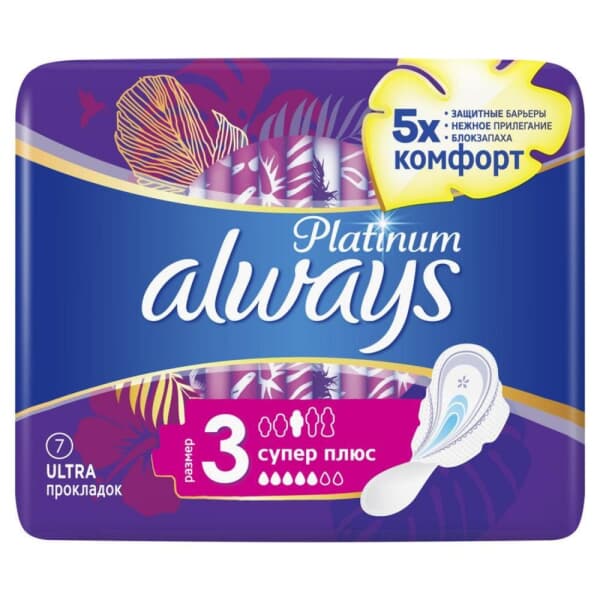 5x
• ЗАЩИТНЫЕ БАРЬЕРЫ
• НЕЖНОЕ ПРИЛЕГАНИЕ
• БЛОКЗАПАХА
комфорт
Platinum
always
7
ULTRA
прокладок
размер
3
супер плюс